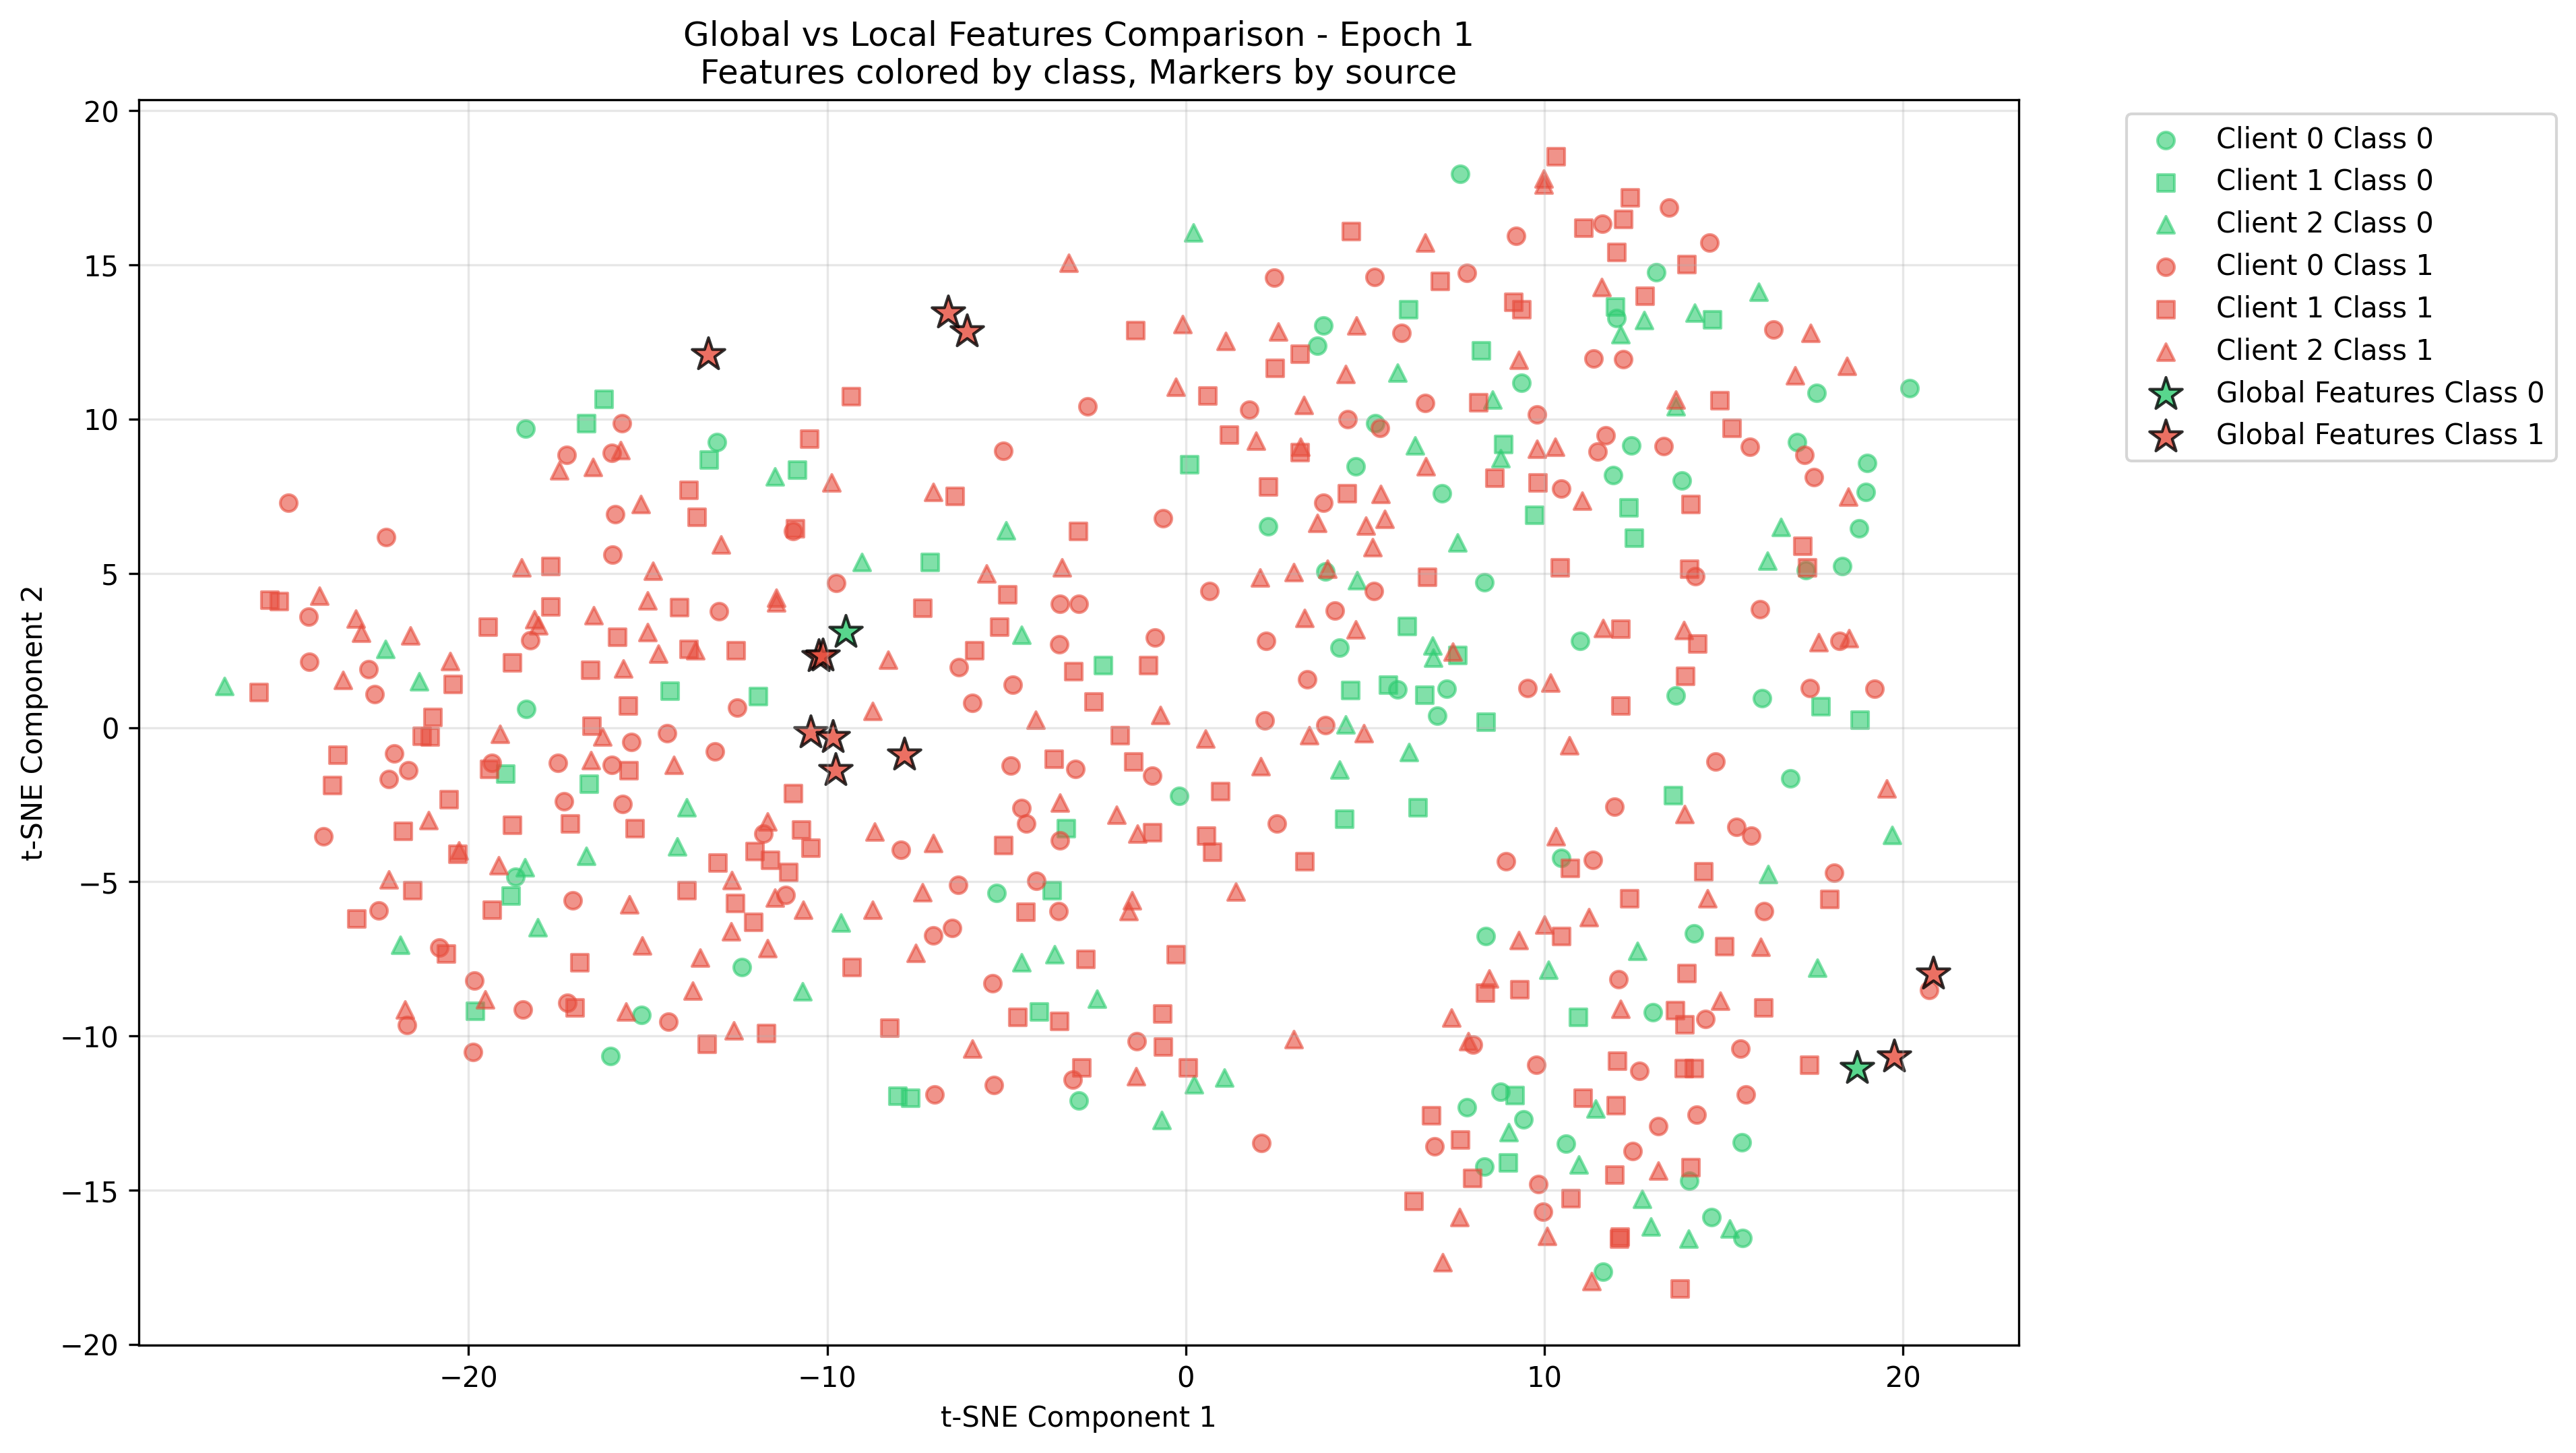 Global vs Local Features Comparison - Epoch 1
Features colored by class, Markers by source
20
15
10
5
0
−5
−10
−15
−20
t-SNE Component 2
−20
−10
0
10
20
t-SNE Component 1
Client 0 Class 0
Client 1 Class 0
Client 2 Class 0
Client 0 Class 1
Client 1 Class 1
Client 2 Class 1
Global Features Class 0
Global Features Class 1